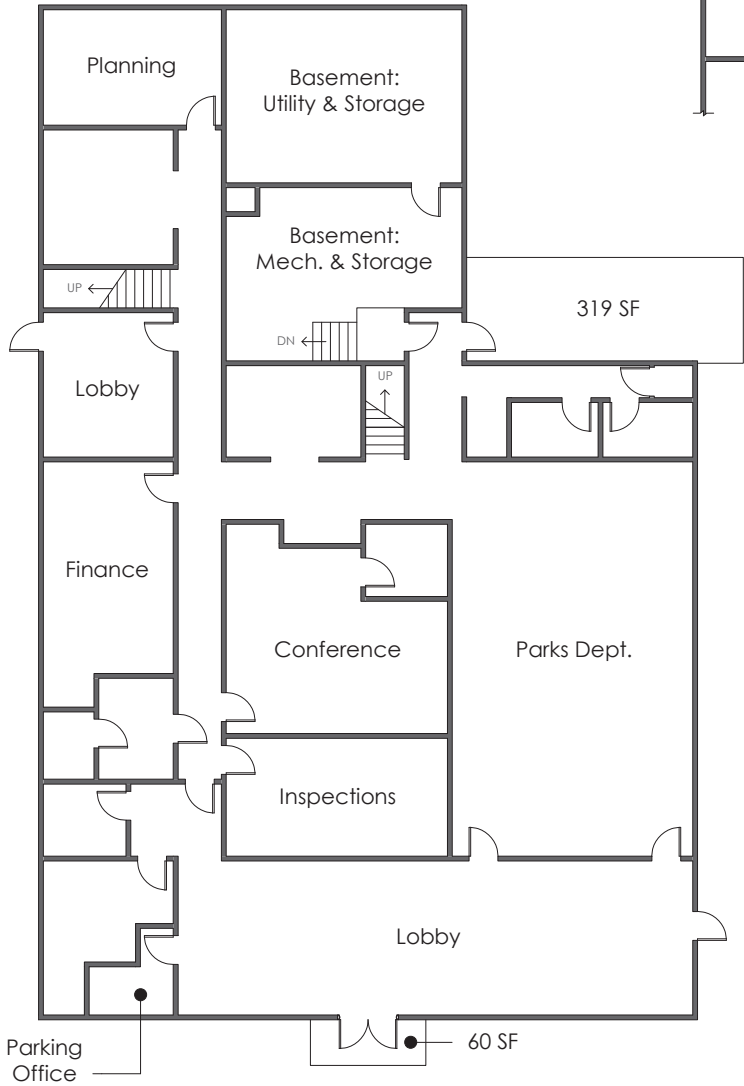 Planning
Basement:
Utility & Storage
Basement:
Mech. & Storage
UP
319 SF
DN
Lobby
UP
Finance
Conference
Parks Dept.
Inspections
Lobby
Parking
Office
60 SF